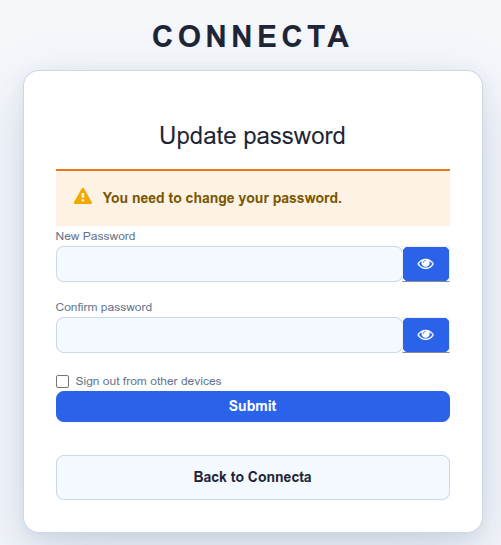 CONNECTA
Update password
You need to change your password.
New Password
Confirm password
Sign out from other devices
Submit
Back to Connecta